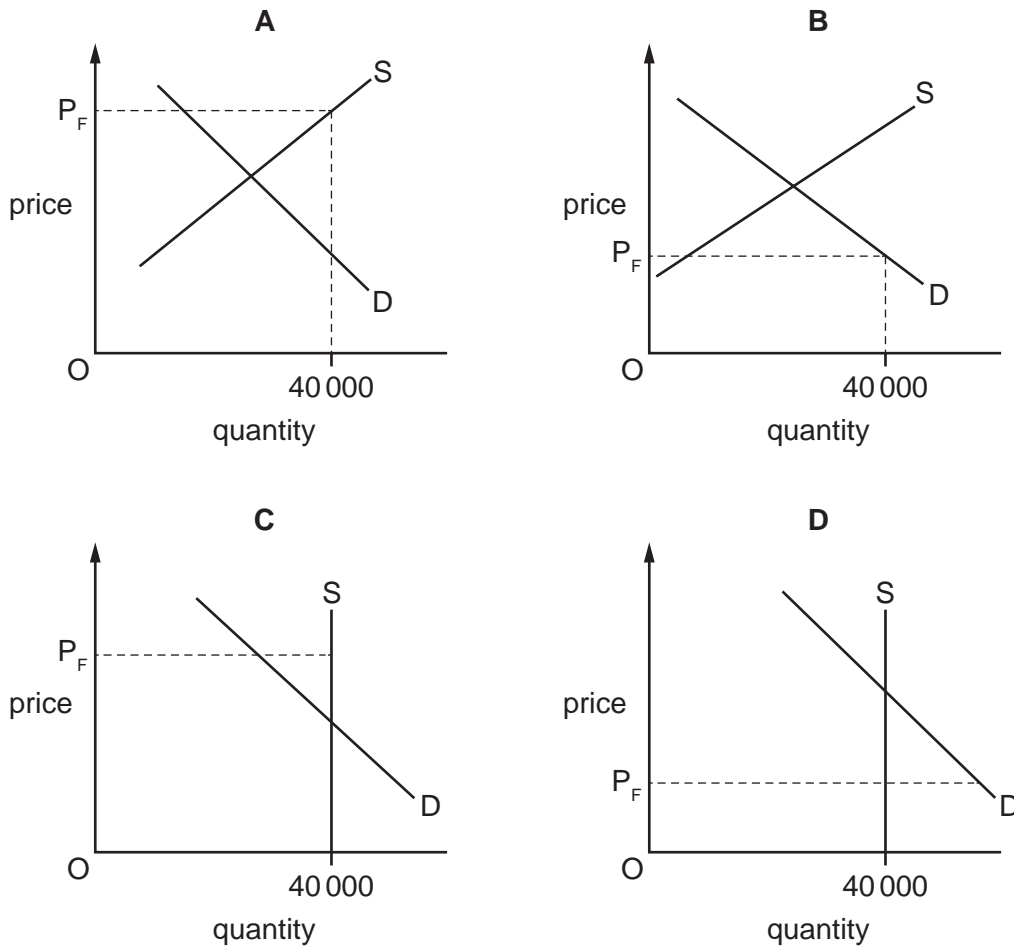 A
S
P_F
price
D
O
40 000
quantity
B
S
price
P_F
D
O
40 000
quantity
C
S
P_F
price
D
O
40 000
quantity
D
S
price
P_F
D
O
40 000
quantity